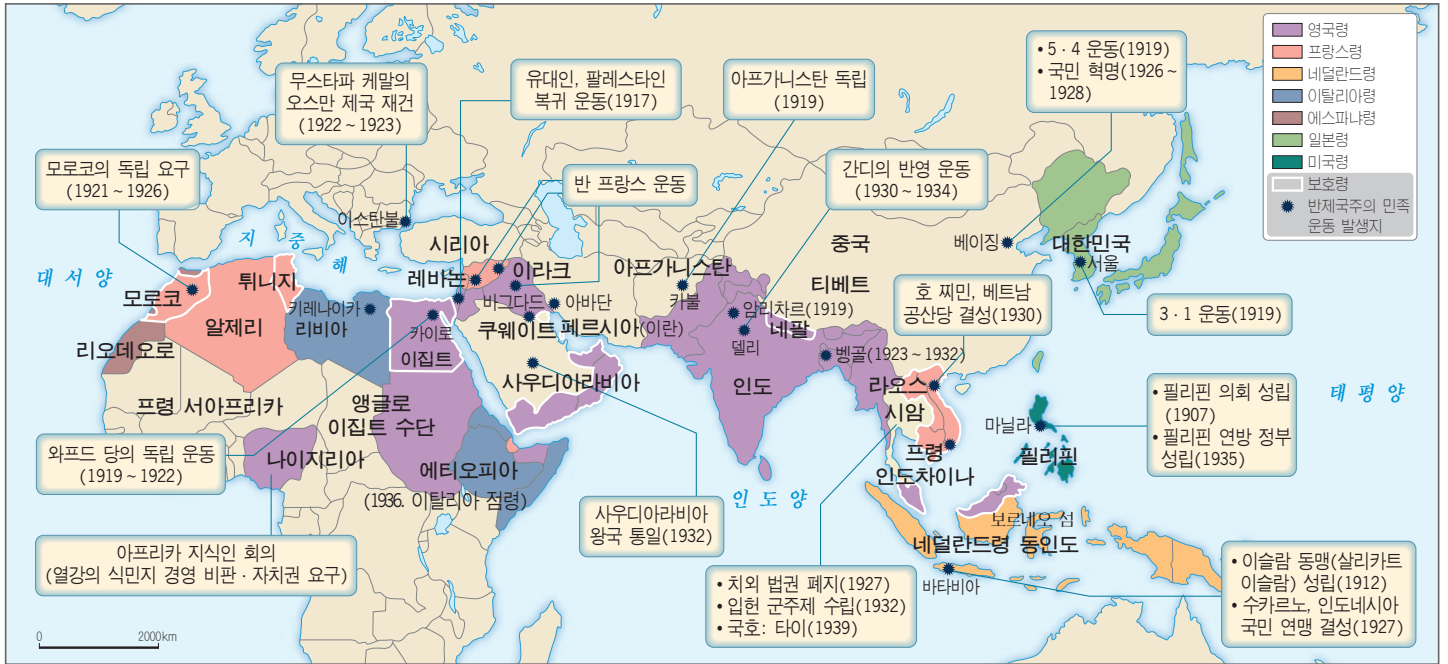 영국령
프랑스령
네덜란드령
이탈리아령
에스파냐령
일본령
미국령
보호령
반제국주의 민족
운동 발생지
• 5 · 4 운동(1919)
• 국민 혁명(1926 ~
1928)
무스타파 케말의
오스만 제국 재건
(1922 ~ 1923)
유대인, 팔레스타인
복귀 운동(1917)
아프가니스탄 독립
(1919)
모로코의 독립 요구
(1921 ~ 1926)
반 프랑스 운동
간디의 반영 운동
(1930 ~ 1934)
호 찌민, 베트남
공산당 결성(1930)
3 · 1 운동(1919)
• 필리핀 의회 성립
(1907)
• 필리핀 연방 정부
성립(1935)
와프드 당의 독립 운동
(1919 ~ 1922)
아프리카 지식인 회의
(열강의 식민지 경영 비판 · 자치권 요구)
사우디아라비아
왕국 통일(1932)
• 치외 법권 폐지(1927)
• 입헌 군주제 수립(1932)
• 국호: 타이(1939)
• 이슬람 동맹(살리카트
이슬람) 성립(1912)
• 수카르노, 인도네시아
국민 연맹 결성(1927)
이스탄불
지 중 해
대서양
시리아
레바논
이라크
바그다드
아바단
쿠웨이트
페르시아(이란)
아프가니스탄
카불
중국
티베트
베이징
대한민국
서울
암리차르(1919)
네팔
델리
벵골(1923 ~ 1932)
인도
라오스
시암
프령
인도차이나
마닐라
필리핀
태평양
모로코
튀니지
알제리
키레나이카
리비아
카이로
이집트
리오데오로
프령 서아프리카
앵글로
이집트 수단
나이지리아
에티오피아
(1936. 이탈리아 점령)
사우디아라비아
인도양
보르네오 섬
네덜란드령 동인도
바타비아
0 2000km